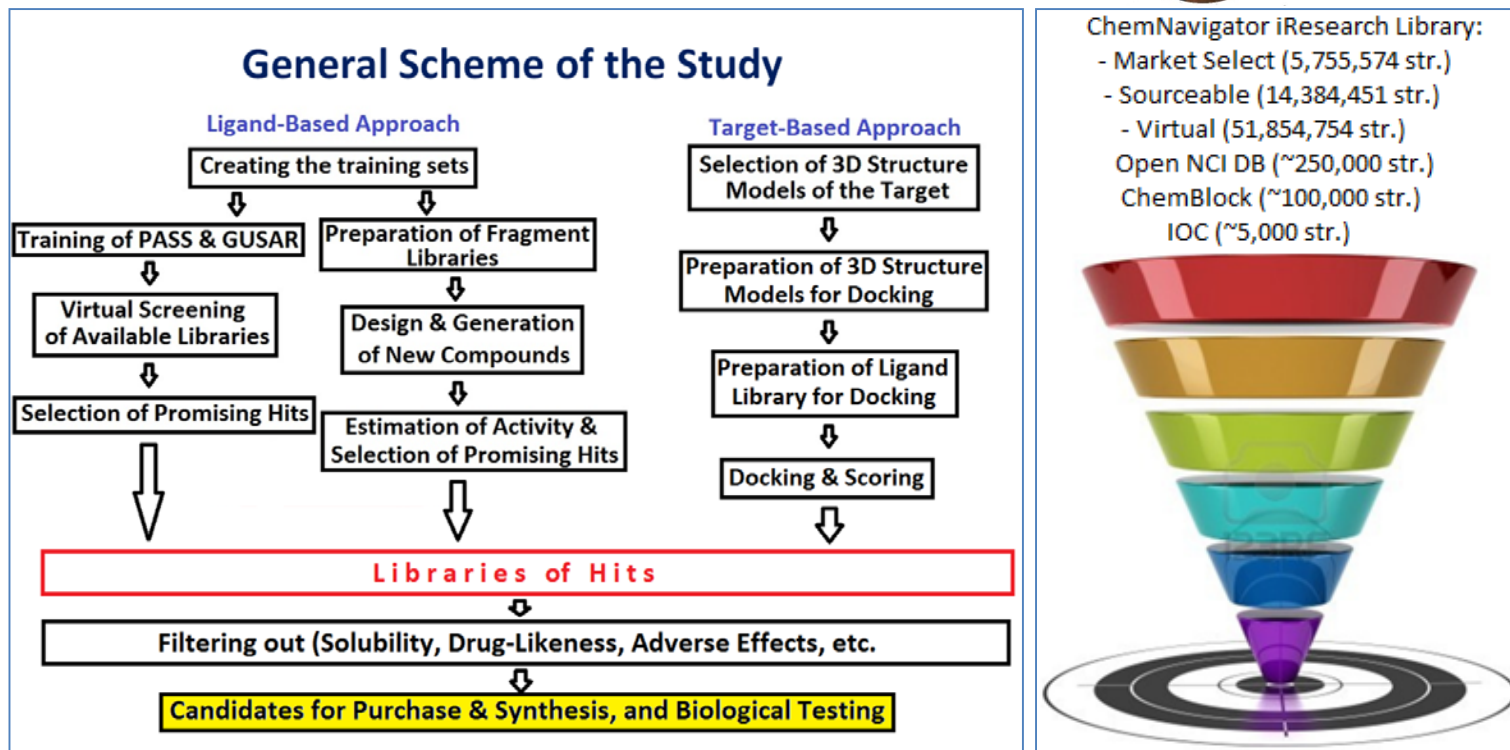 General Scheme of the Study
Ligand-Based Approach
Creating the training sets
Training of PASS & GUSAR
Virtual Screening
of Available Libraries
Selection of Promising Hits
Preparation of Fragment
Libraries
Design & Generation
of New Compounds
Estimation of Activity &
Selection of Promising Hits
Target-Based Approach
Selection of 3D Structure
Models of the Target
Preparation of 3D Structure
Models for Docking
Preparation of Ligand
Library for Docking
Docking & Scoring
Libraries of Hits
Filtering out (Solubility, Drug-Likeness, Adverse Effects, etc.
Candidates for Purchase & Synthesis, and Biological Testing
ChemNavigator iResearch Library:
- Market Select (5,755,574 str.)
- Sourceable (14,384,451 str.)
- Virtual (51,854,754 str.)
Open NCI DB (~250,000 str.)
ChemBlock (~100,000 str.)
IOC (~5,000 str.)